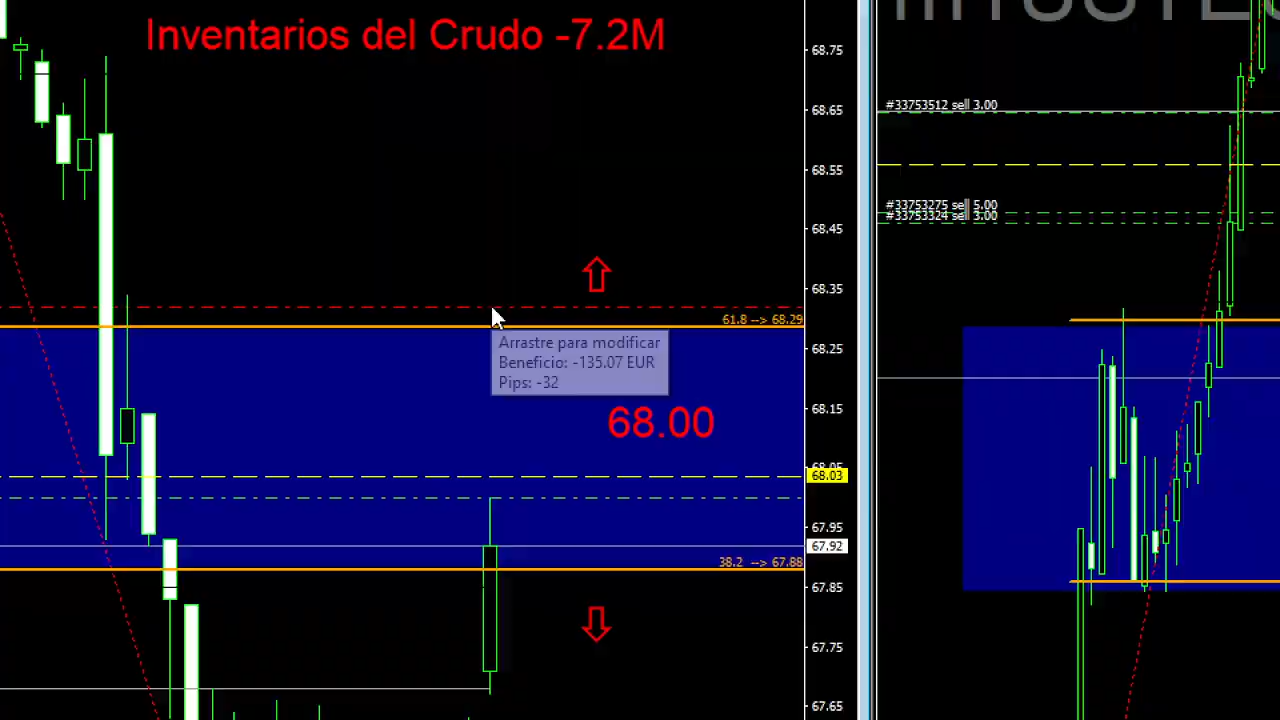 Inventarios del Crudo -7.2M
68.75
68.65
68.55
68.45
68.35
61.8 --> 68.29
68.25
Arrastre para modificar
Beneficio: -135.07 EUR
Pips: -32
68.15
68.00
68.05
68.03
67.95
67.92
38.2 --> 67.88
67.85
67.75
67.65
#33753512 sell 3.00
#33753275 sell 5.00
#33753324 sell 3.00